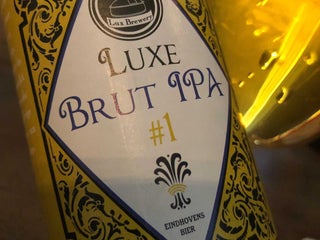 Lux Brewery
LUXE
BRUT IPA
#1
EINDHOVENS
BIER